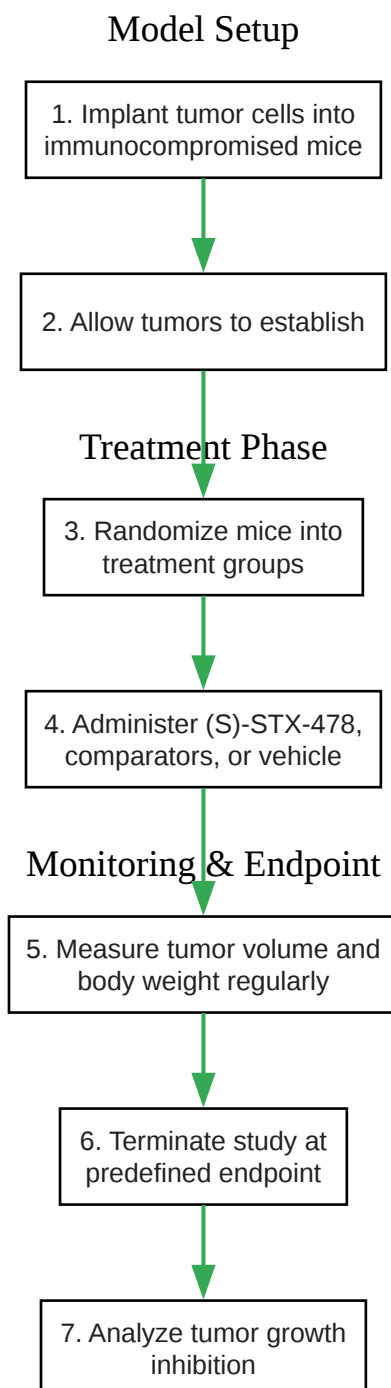 Model Setup
1. Implant tumor cells into
immunocompromised mice
2. Allow tumors to establish
Treatment Phase
3. Randomize mice into
treatment groups
4. Administer (S)-STX-478,
comparators, or vehicle
Monitoring & Endpoint
5. Measure tumor volume and
body weight regularly
6. Terminate study at
predefined endpoint
7. Analyze tumor growth
inhibition